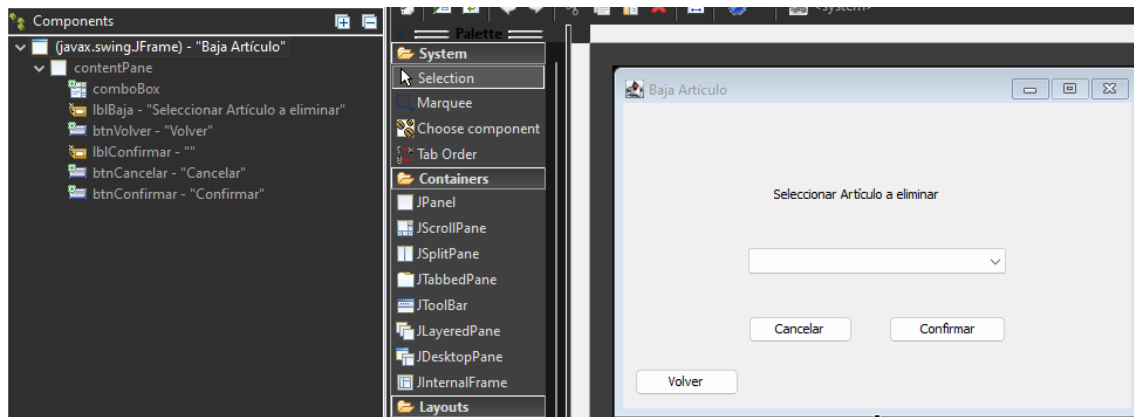 Components
(javax.swing.JFrame) - "Baja Artículo"
contentPane
comboBox
lblBaja - "Seleccionar Artículo a eliminar"
btnVolver - "Volver"
lblConfirmar - ""
btnCancelar - "Cancelar"
btnConfirmar - "Confirmar"
<system>
Palette
System
Selection
Marquee
Choose component
Tab Order
Containers
JPanel
JScrollPane
JSplitPane
JTabbedPane
JToolBar
JLayeredPane
JDesktopPane
JInternalFrame
Layouts
Baja Artículo
Seleccionar Artículo a eliminar
Cancelar
Confirmar
Volver